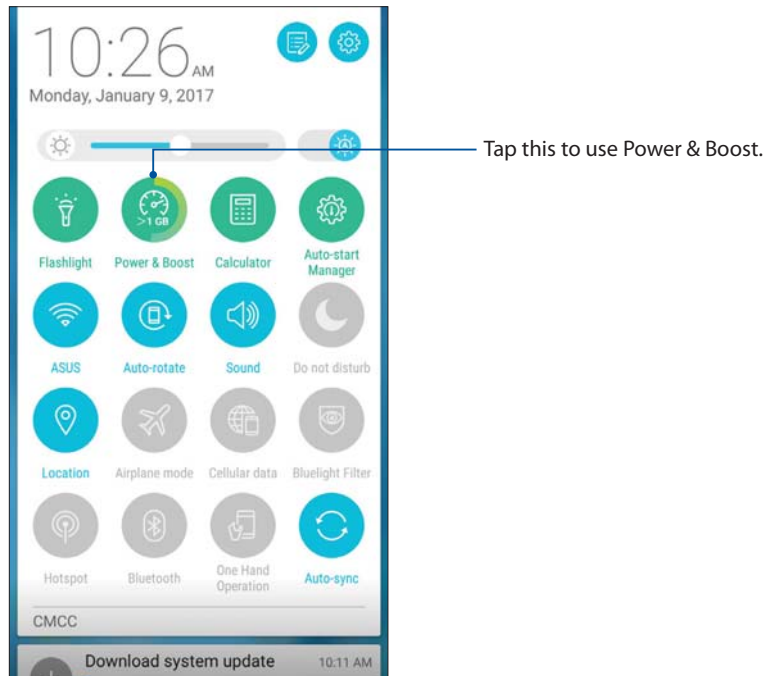 10:26 AM
Monday, January 9, 2017
Tap this to use Power & Boost.
>1 GB
Flashlight Power & Boost Calculator Auto-start
Manager
ASUS Auto-rotate Sound Do not disturb
Location Airplane mode Cellular data Bluelight Filter
Hotspot Bluetooth One Hand
Operation Auto-sync
CMCC
Download system update 10:11 AM